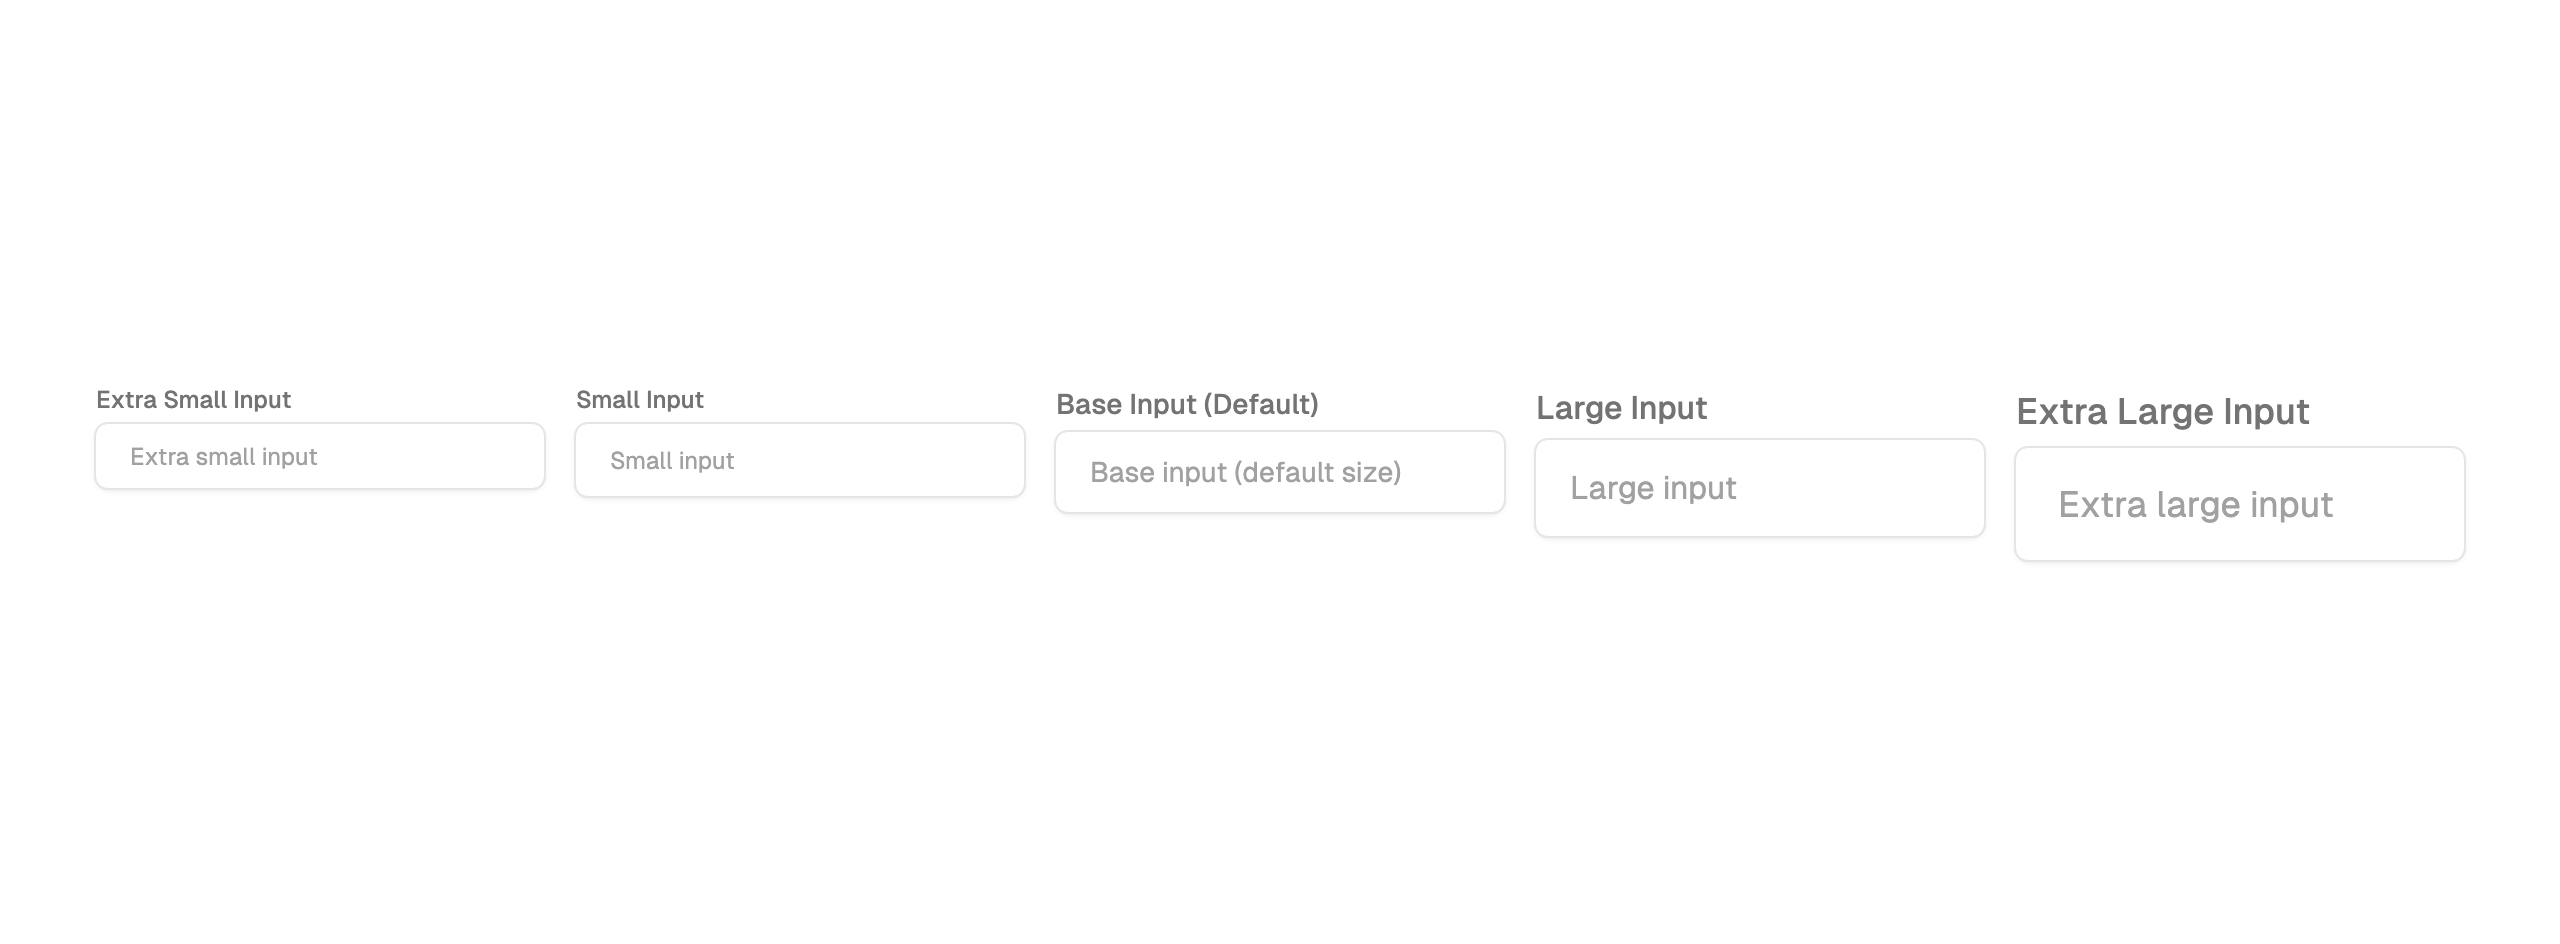 Extra Small Input
Extra small input
Small Input
Small input
Base Input (Default)
Base input (default size)
Large Input
Large input
Extra Large Input
Extra large input